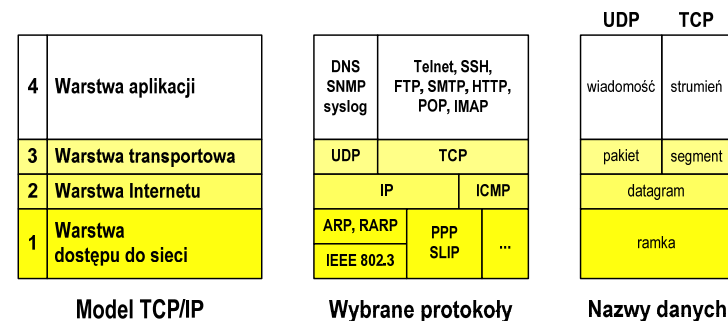 UDP TCP
4 Warstwa aplikacji
3 Warstwa transportowa
2 Warstwa Internetu
1 Warstwa
dostępu do sieci
Model TCP/IP
DNS
SNMP
syslog
Telnet, SSH,
FTP, SMTP, HTTP,
POP, IMAP
UDP TCP
IP ICMP
ARP, RARP
IEEE 802.3
PPP
SLIP
...
Wybrane protokoły
wiadomość strumień
pakiet segment
datagram
ramka
Nazwy danych